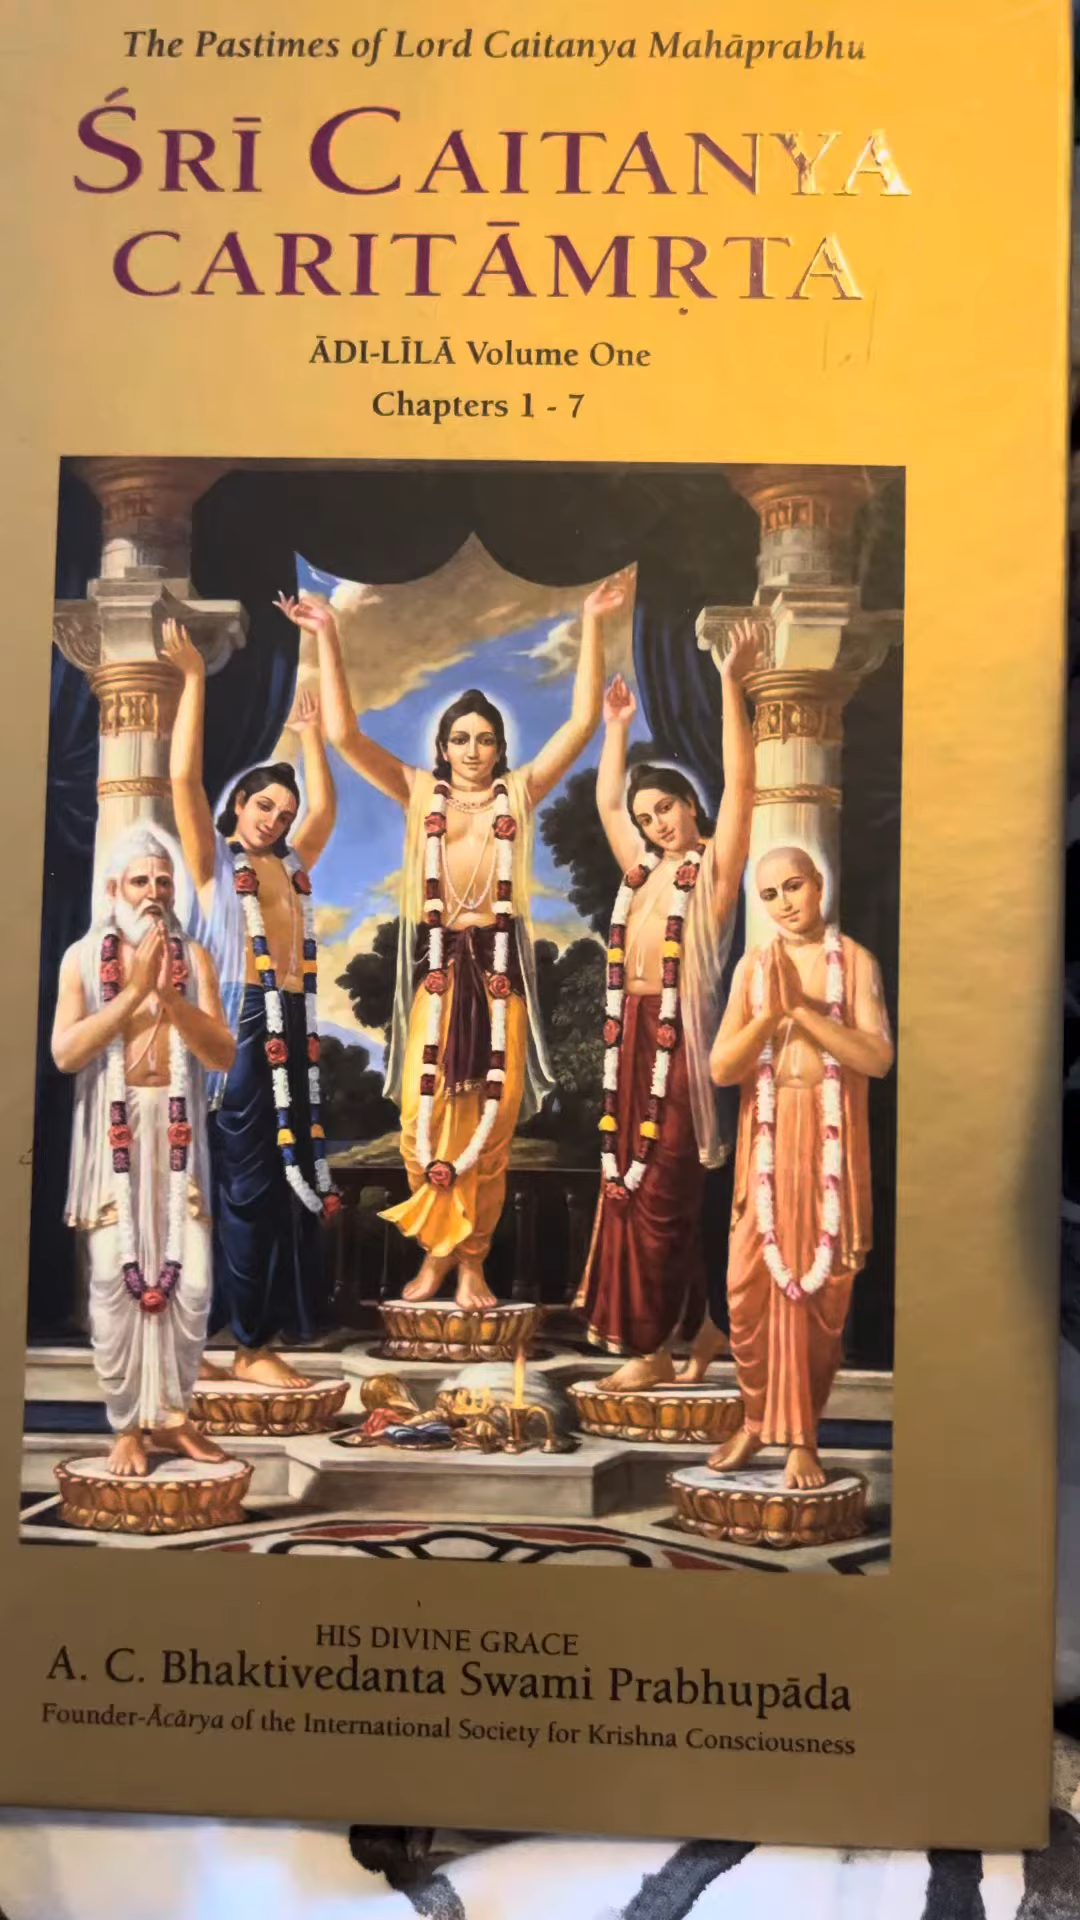 The Pastimes of Lord Caitanya Mahāprabhu
ŚRĪ CAITANYA
CARITĀMṚTA
ĀDI-LĪLĀ Volume One
Chapters 1 - 7
HIS DIVINE GRACE
A. C. Bhaktivedanta Swami Prabhupāda
Founder-Ācārya of the International Society for Krishna Consciousness